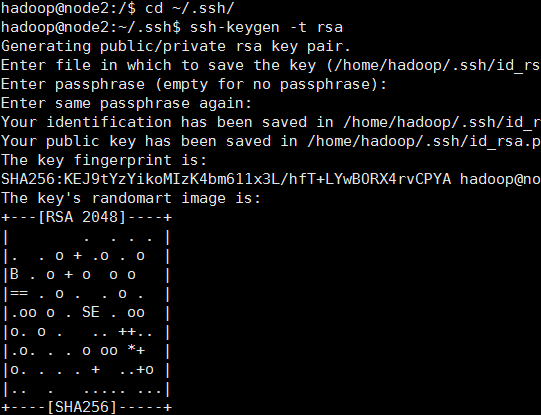 hadoop@node2:/$ cd ~/.ssh/
hadoop@node2:~/.ssh$ ssh-keygen -t rsa
Generating public/private rsa key pair.
Enter file in which to save the key (/home/hadoop/.ssh/id_rs
Enter passphrase (empty for no passphrase):
Enter same passphrase again:
Your identification has been saved in /home/hadoop/.ssh/id_r
Your public key has been saved in /home/hadoop/.ssh/id_rsa.p
The key fingerprint is:
SHA256:KEJ9tYzYikoMIzK4bm611x3L/hfT+LYwBORX4rvCPYA hadoop@no
The key's randomart image is:
+---[RSA 2048]----+
|        .  . . . |
|.  . o + .o . o  |
|B . o + o  o o   |
|== . o .  . o .  |
|.oo o . SE . oo  |
|o. o .   .. ++.. |
|.o. . . o oo *+  |
|o. . . . +  ..+o |
|..  .   ..... ...|
+----[SHA256]-----+